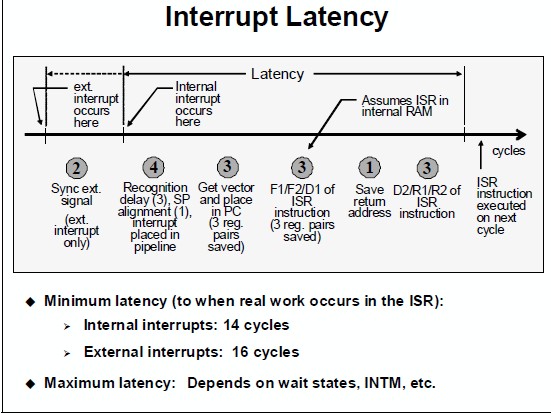 Interrupt Latency
Latency
ext.
interrupt
occurs
here
Internal
interrupt
occurs
here
Assumes ISR in
internal RAM
cycles
2
Sync ext.
signal
(ext.
interrupt
only)
4
Recognition
delay (3), SP
alignment (1),
interrupt
placed in
pipeline
3
Get vector
and place
in PC
(3 reg.
pairs
saved)
3
F1/F2/D1 of
ISR
instruction
(3 reg. pairs
saved)
1
Save
return
address
3
D2/R1/R2 of
ISR
instruction
ISR
instruction
executed
on next
cycle
◆ Minimum latency (to when real work occurs in the ISR):
➢ Internal interrupts: 14 cycles
➢ External interrupts: 16 cycles
◆ Maximum latency: Depends on wait states, INTM, etc.